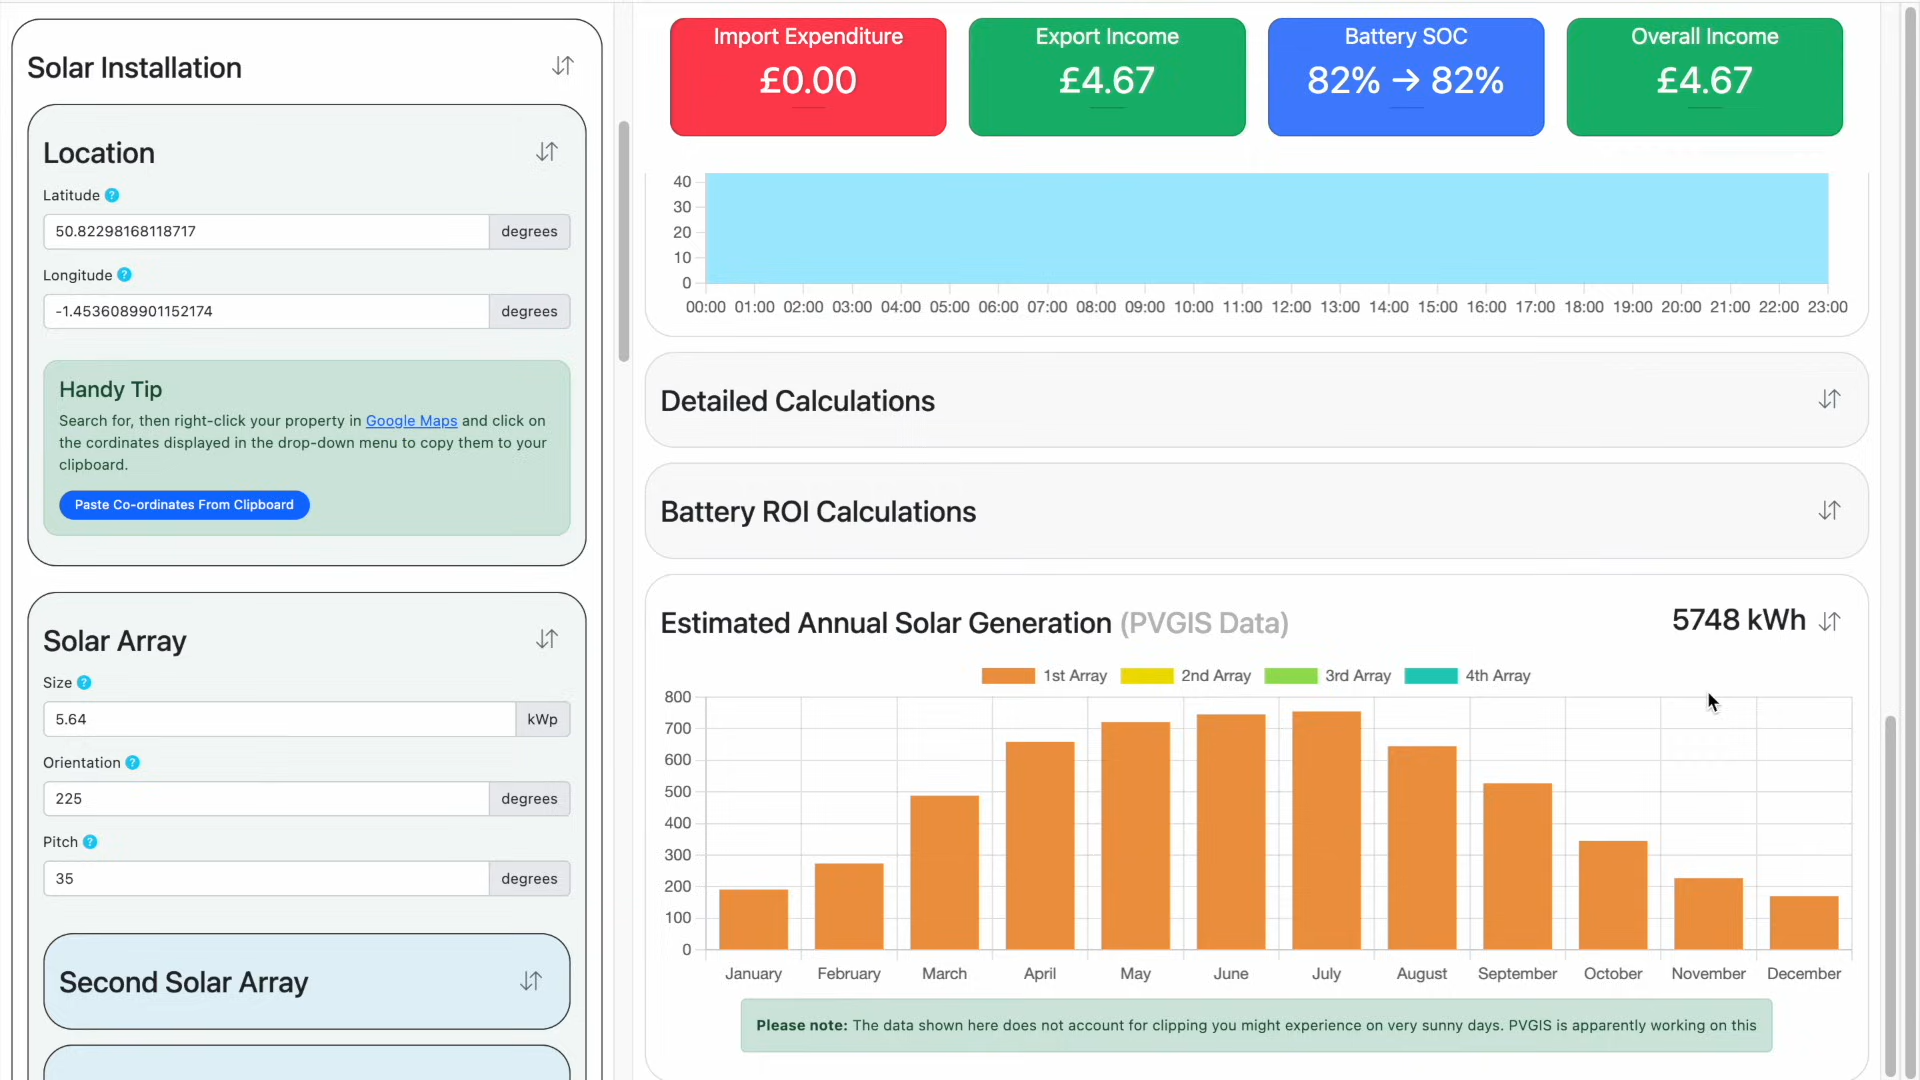 Solar Installation
Location
Latitude ?
50.82298168118717 degrees
Longitude ?
-1.4536089901152174 degrees
Handy Tip
Search for, then right-click your property in Google Maps and click on
the cordinates displayed in the drop-down menu to copy them to your
clipboard.
Paste Co-ordinates From Clipboard
Solar Array
Size ?
5.64 kWp
Orientation ?
225 degrees
Pitch ?
35 degrees
Second Solar Array
Import Expenditure
£0.00
Export Income
£4.67
Battery SOC
82% → 82%
Overall Income
£4.67
40
30
20
10
0
00:00 01:00 02:00 03:00 04:00 05:00 06:00 07:00 08:00 09:00 10:00 11:00 12:00 13:00 14:00 15:00 16:00 17:00 18:00 19:00 20:00 21:00 22:00 23:00
Detailed Calculations
Battery ROI Calculations
Estimated Annual Solar Generation (PVGIS Data) 5748 kWh
1st Array 2nd Array 3rd Array 4th Array
800
700
600
500
400
300
200
100
0
January February March April May June July August September October November December
Please note: The data shown here does not account for clipping you might experience on very sunny days. PVGIS is apparently working on this